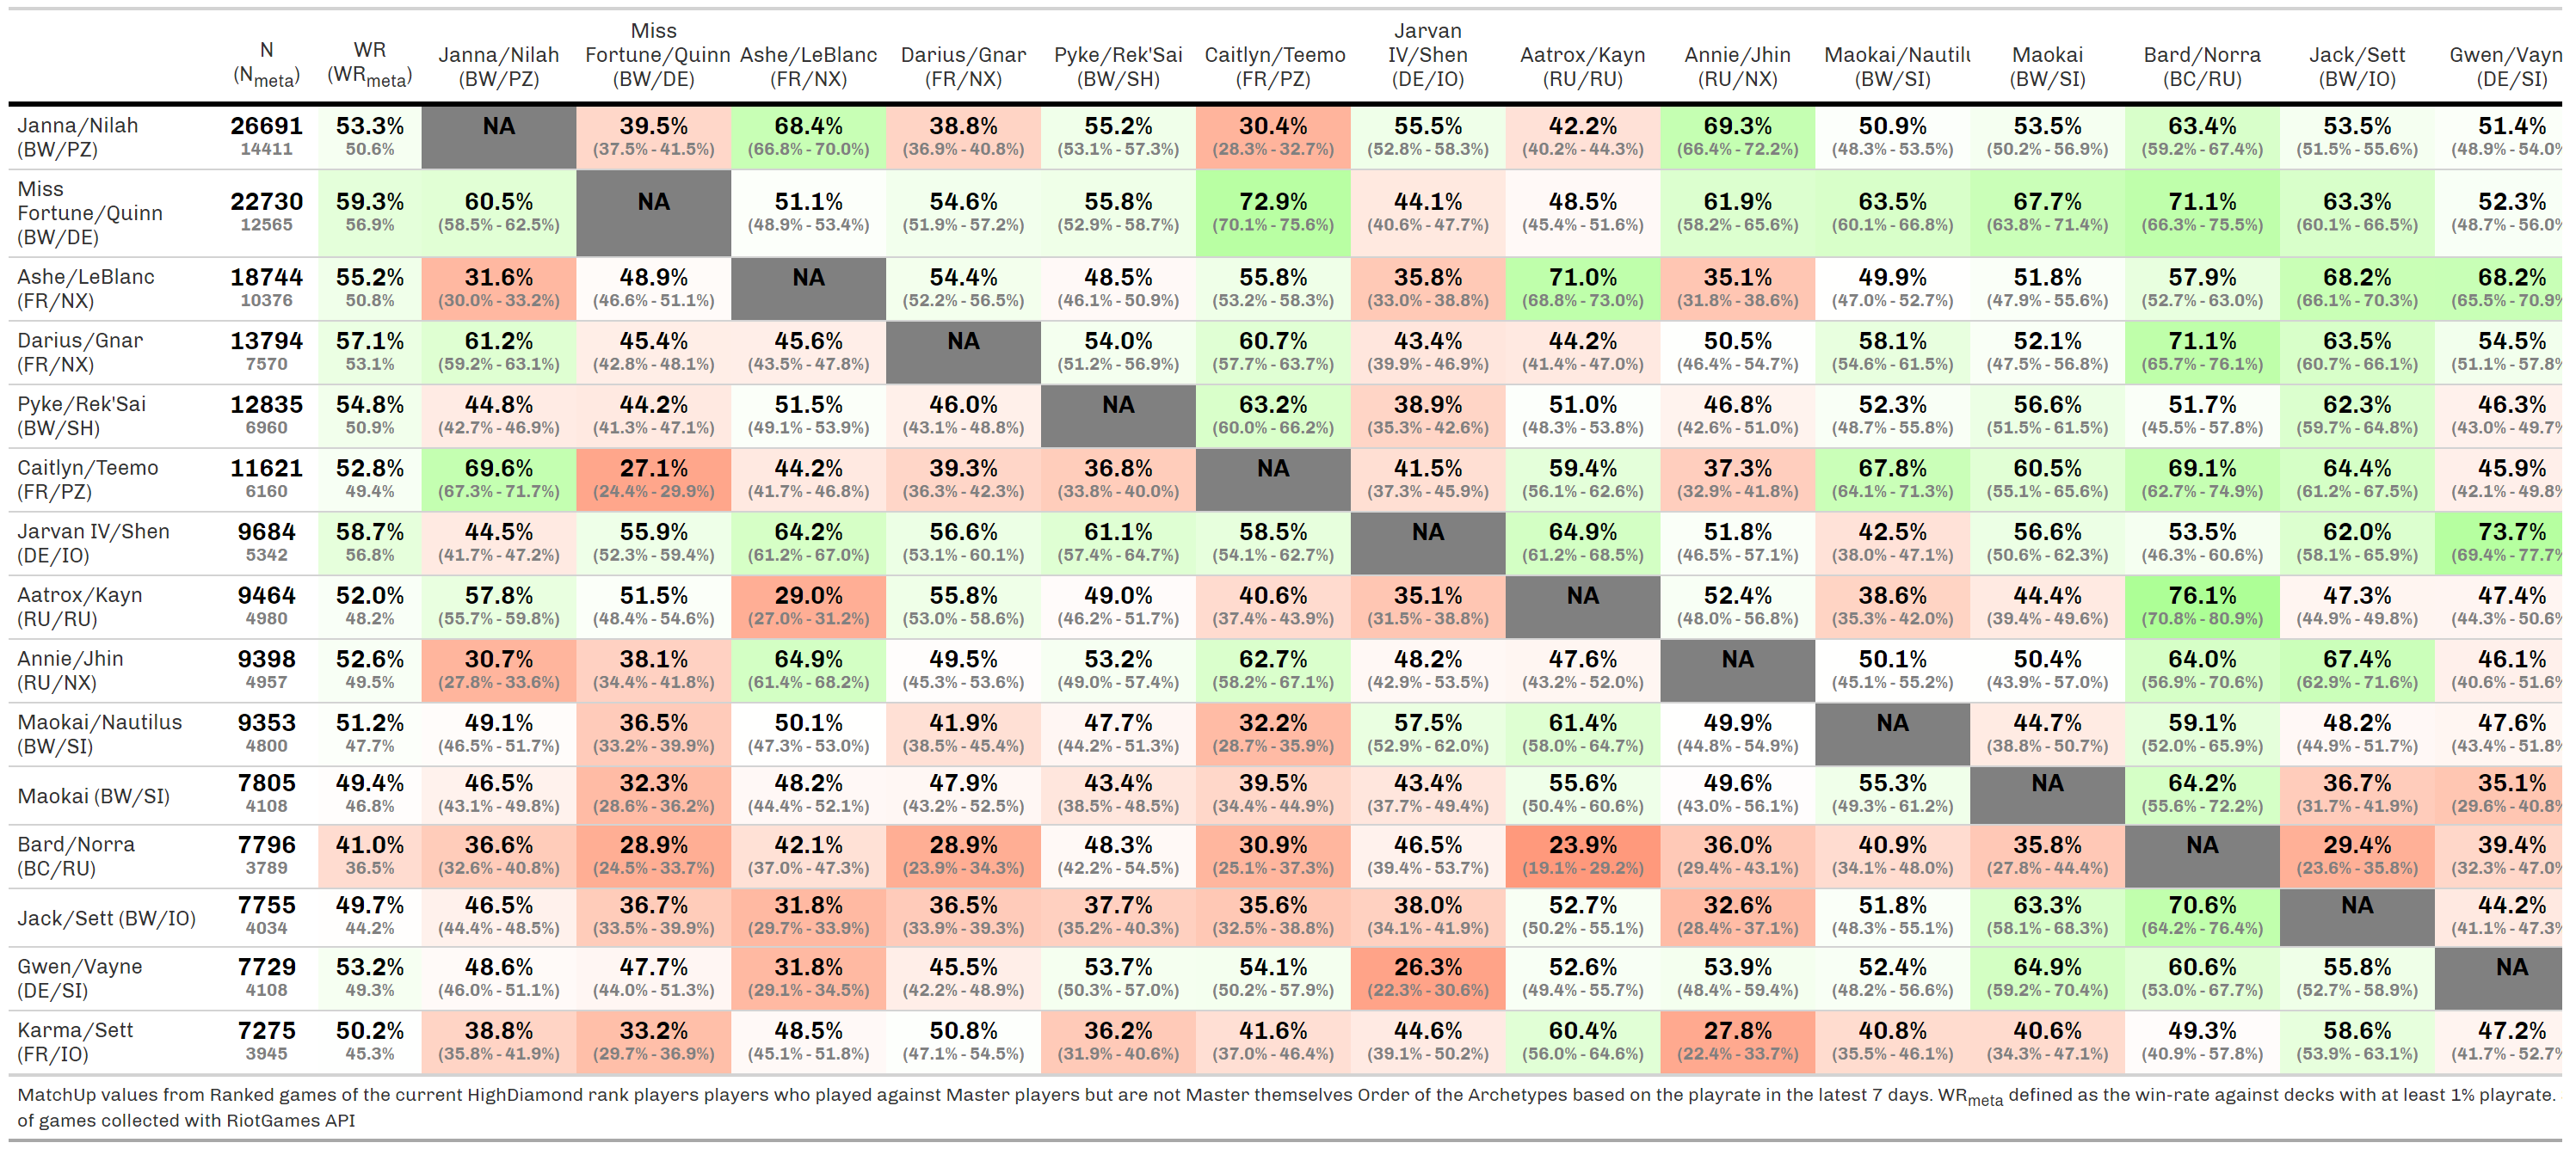 N (Nmeta) WR (WRmeta) Janna/Nilah (BW/PZ) Miss Fortune/Quinn (BW/DE) Ashe/LeBlanc (FR/NX) Darius/Gnar (FR/NX) Pyke/Rek'Sai (BW/SH) Caitlyn/Teemo (FR/PZ) Jarvan IV/Shen (DE/IO) Aatrox/Kayn (RU/RU) Annie/Jhin (RU/NX) Maokai/Nautilu (BW/SI) Maokai (BW/SI) Bard/Norra (BC/RU) Jack/Sett (BW/IO) Gwen/Vayn (DE/SI)
Janna/Nilah 26691 53.3% NA 39.5% 68.4% 38.8% 55.2% 30.4% 55.5% 42.2% 69.3% 50.9% 53.5% 63.4% 53.5% 51.4%
(BW/PZ) 14411 50.6% (37.5% - 41.5%) (66.8% - 70.0%) (36.9% - 40.8%) (53.1% - 57.3%) (28.3% - 32.7%) (52.8% - 58.3%) (40.2% - 44.3%) (66.4% - 72.2%) (48.3% - 53.5%) (50.2% - 56.9%) (59.2% - 67.4%) (51.5% - 55.6%) (48.9% - 54.0%
Miss
Fortune/Quinn 22730 59.3% 60.5% NA 51.1% 54.6% 55.8% 72.9% 44.1% 48.5% 61.9% 63.5% 67.7% 71.1% 63.3% 52.3%
(BW/DE) 12565 56.9% (58.5% - 62.5%) (48.9% - 53.4%) (51.9% - 57.2%) (52.9% - 58.7%) (70.1% - 75.6%) (40.6% - 47.7%) (45.4% - 51.6%) (58.2% - 65.6%) (60.1% - 66.8%) (63.8% - 71.4%) (66.3% - 75.5%) (60.1% - 66.5%) (48.7% - 56.0%
Ashe/LeBlanc 18744 55.2% 31.6% 48.9% NA 54.4% 48.5% 55.8% 35.8% 71.0% 35.1% 49.9% 51.8% 57.9% 68.2% 68.2%
(FR/NX) 10376 50.8% (30.0% - 33.2%) (46.6% - 51.1%) (52.2% - 56.5%) (46.1% - 50.9%) (53.2% - 58.3%) (33.0% - 38.8%) (68.8% - 73.0%) (31.8% - 38.6%) (47.0% - 52.7%) (47.9% - 55.6%) (52.7% - 63.0%) (66.1% - 70.3%) (65.5% - 70.9%
Darius/Gnar 13794 57.1% 61.2% 45.4% 45.6% NA 54.0% 60.7% 43.4% 44.2% 50.5% 58.1% 52.1% 71.1% 63.5% 54.5%
(FR/NX) 7570 53.1% (59.2% - 63.1%) (42.8% - 48.1%) (43.5% - 47.8%) (51.2% - 56.9%) (57.7% - 63.7%) (39.9% - 46.9%) (41.4% - 47.0%) (46.4% - 54.7%) (54.6% - 61.5%) (47.5% - 56.8%) (65.7% - 76.1%) (60.7% - 66.1%) (51.1% - 57.8%
Pyke/Rek'Sai 12835 54.8% 44.8% 44.2% 51.5% 46.0% NA 63.2% 38.9% 51.0% 46.8% 52.3% 56.6% 51.7% 62.3% 46.3%
(BW/SH) 6960 50.9% (42.7% - 46.9%) (41.3% - 47.1%) (49.1% - 53.9%) (43.1% - 48.8%) (60.0% - 66.2%) (35.3% - 42.6%) (48.3% - 53.8%) (42.6% - 51.0%) (48.7% - 55.8%) (51.5% - 61.5%) (45.5% - 57.8%) (59.7% - 64.8%) (43.0% - 49.7%
Caitlyn/Teemo 11621 52.8% 69.6% 27.1% 44.2% 39.3% 36.8% NA 41.5% 59.4% 37.3% 67.8% 60.5% 69.1% 64.4% 45.9%
(FR/PZ) 6160 49.4% (67.3% - 71.7%) (24.4% - 29.9%) (41.7% - 46.8%) (36.3% - 42.3%) (33.8% - 40.0%) (37.3% - 45.9%) (56.1% - 62.6%) (32.9% - 41.8%) (64.1% - 71.3%) (55.1% - 65.6%) (62.7% - 74.9%) (61.2% - 67.5%) (42.1% - 49.8%
Jarvan IV/Shen 9684 58.7% 44.5% 55.9% 64.2% 56.6% 61.1% 58.5% NA 64.9% 51.8% 42.5% 56.6% 53.5% 62.0% 73.7%
(DE/IO) 5342 56.8% (41.7% - 47.2%) (52.3% - 59.4%) (61.2% - 67.0%) (53.1% - 60.1%) (57.4% - 64.7%) (54.1% - 62.7%) (61.2% - 68.5%) (46.5% - 57.1%) (38.0% - 47.1%) (50.6% - 62.3%) (46.3% - 60.6%) (58.1% - 65.9%) (69.4% - 77.7%
Aatrox/Kayn 9464 52.0% 57.8% 51.5% 29.0% 55.8% 49.0% 40.6% 35.1% NA 52.4% 38.6% 44.4% 76.1% 47.3% 47.4%
(RU/RU) 4980 48.2% (55.7% - 59.8%) (48.4% - 54.6%) (27.0% - 31.2%) (53.0% - 58.6%) (46.2% - 51.7%) (37.4% - 43.9%) (31.5% - 38.8%) (48.0% - 56.8%) (35.3% - 42.0%) (39.4% - 49.6%) (70.8% - 80.9%) (44.9% - 49.8%) (44.3% - 50.6%
Annie/Jhin 9398 52.6% 30.7% 38.1% 64.9% 49.5% 53.2% 62.7% 48.2% 47.6% NA 50.1% 50.4% 64.0% 67.4% 46.1%
(RU/NX) 4957 49.5% (27.8% - 33.6%) (34.4% - 41.8%) (61.4% - 68.2%) (45.3% - 53.6%) (49.0% - 57.4%) (58.2% - 67.1%) (42.9% - 53.5%) (43.2% - 52.0%) (45.1% - 55.2%) (43.9% - 57.0%) (56.9% - 70.6%) (62.9% - 71.6%) (40.6% - 51.6%
Maokai/Nautilus 9353 51.2% 49.1% 36.5% 50.1% 41.9% 47.7% 32.2% 57.5% 61.4% 49.9% NA 44.7% 59.1% 48.2% 47.6%
(BW/SI) 4800 47.7% (46.5% - 51.7%) (33.2% - 39.9%) (47.3% - 53.0%) (38.5% - 45.4%) (44.2% - 51.3%) (28.7% - 35.9%) (52.9% - 62.0%) (58.0% - 64.7%) (44.8% - 54.9%) (38.8% - 50.7%) (52.0% - 65.9%) (44.9% - 51.7%) (43.4% - 51.8%
Maokai (BW/SI) 7805 49.4% 46.5% 32.3% 48.2% 47.9% 43.4% 39.5% 43.4% 55.6% 49.6% 55.3% NA 64.2% 36.7% 35.1%
4108 46.8% (43.1% - 49.8%) (28.6% - 36.2%) (44.4% - 52.1%) (43.2% - 52.5%) (38.5% - 48.5%) (34.4% - 44.9%) (37.7% - 49.4%) (50.4% - 60.6%) (43.0% - 56.1%) (49.3% - 61.2%) (55.6% - 72.2%) (31.7% - 41.9%) (29.6% - 40.8%
Bard/Norra 7796 41.0% 36.6% 28.9% 42.1% 28.9% 48.3% 30.9% 46.5% 23.9% 36.0% 40.9% 35.8% NA 29.4% 39.4%
(BC/RU) 3789 36.5% (32.6% - 40.8%) (24.5% - 33.7%) (37.0% - 47.3%) (23.9% - 34.3%) (42.2% - 54.5%) (25.1% - 37.3%) (39.4% - 53.7%) (19.1% - 29.2%) (29.4% - 43.1%) (34.1% - 48.0%) (27.8% - 44.4%) (23.6% - 35.8%) (32.3% - 47.0%
Jack/Sett (BW/IO) 7755 49.7% 46.5% 36.7% 31.8% 36.5% 37.7% 35.6% 38.0% 52.7% 32.6% 51.8% 63.3% 70.6% NA 44.2%
4034 44.2% (44.4% - 48.5%) (33.5% - 39.9%) (29.7% - 33.9%) (33.9% - 39.3%) (35.2% - 40.3%) (32.5% - 38.8%) (34.1% - 41.9%) (50.2% - 55.1%) (28.4% - 37.1%) (48.3% - 55.1%) (58.1% - 68.3%) (64.2% - 76.4%) (41.1% - 47.3%
Gwen/Vayne 7729 53.2% 48.6% 47.7% 31.8% 45.5% 53.7% 54.1% 26.3% 52.6% 53.9% 52.4% 64.9% 60.6% 55.8% NA
(DE/SI) 4108 49.3% (46.0% - 51.1%) (44.0% - 51.3%) (29.1% - 34.5%) (42.2% - 48.9%) (50.3% - 57.0%) (50.2% - 57.9%) (22.3% - 30.6%) (49.4% - 55.7%) (48.4% - 59.4%) (48.2% - 56.6%) (59.2% - 70.4%) (53.0% - 67.7%) (52.7% - 58.9%)
Karma/Sett 7275 50.2% 38.8% 33.2% 48.5% 50.8% 36.2% 41.6% 44.6% 60.4% 27.8% 40.8% 40.6% 49.3% 58.6% 47.2%
(FR/IO) 3945 45.3% (35.8% - 41.9%) (29.7% - 36.9%) (45.1% - 51.8%) (47.1% - 54.5%) (31.9% - 40.6%) (37.0% - 46.4%) (39.1% - 50.2%) (56.0% - 64.6%) (22.4% - 33.7%) (35.5% - 46.1%) (34.3% - 47.1%) (40.9% - 57.8%) (53.9% - 63.1%) (41.7% - 52.7%
MatchUp values from Ranked games of the current HighDiamond rank players players who played against Master players but are not Master themselves Order of the Archetypes based on the playrate in the latest 7 days. WRmeta defined as the win-rate against decks with at least 1% playrate.
of games collected with RiotGames API